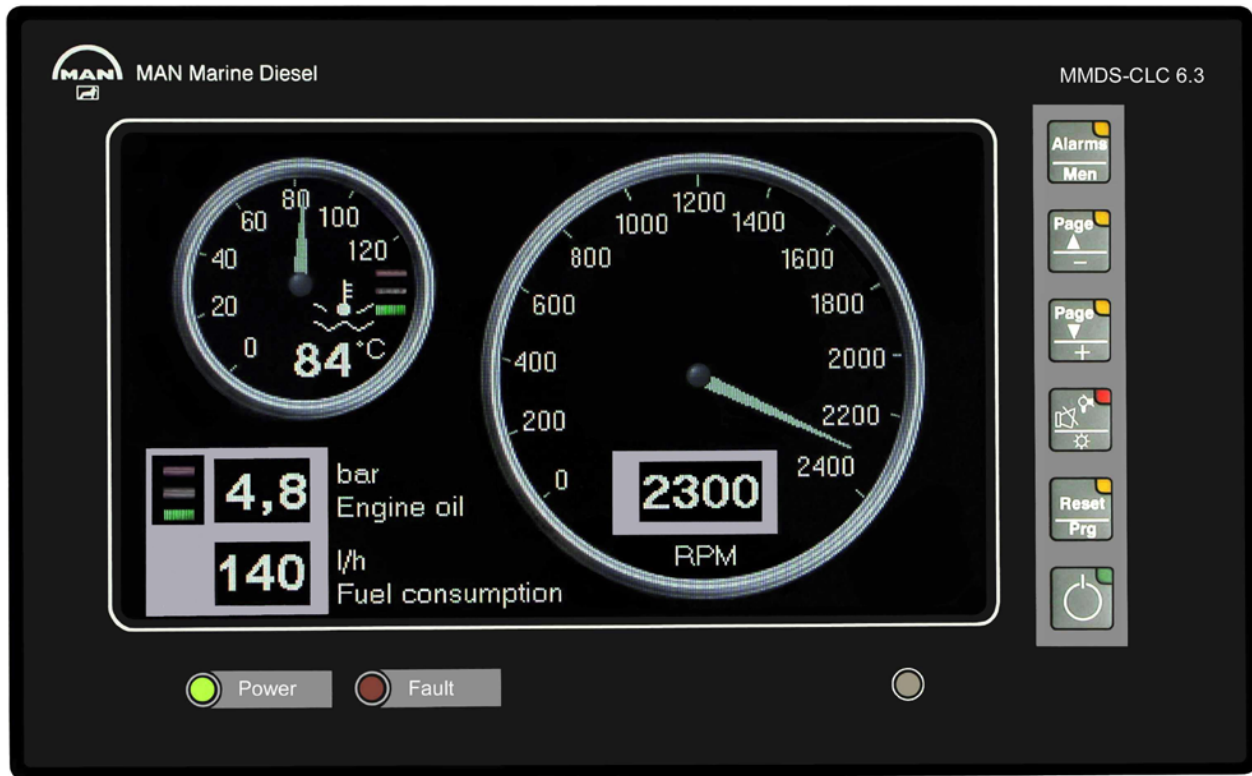 MAN
MAN Marine Diesel
MMDS-CLC 6.3
0
20
40
60
80
100
120
84 °C
4,8
bar
Engine oil
140
l/h
Fuel consumption
0
200
400
600
800
1000
1200
1400
1600
1800
2000
2200
2400
2300
RPM
Alarms
Men
Page
−
Page
+
Reset
Prg
Power
Fault